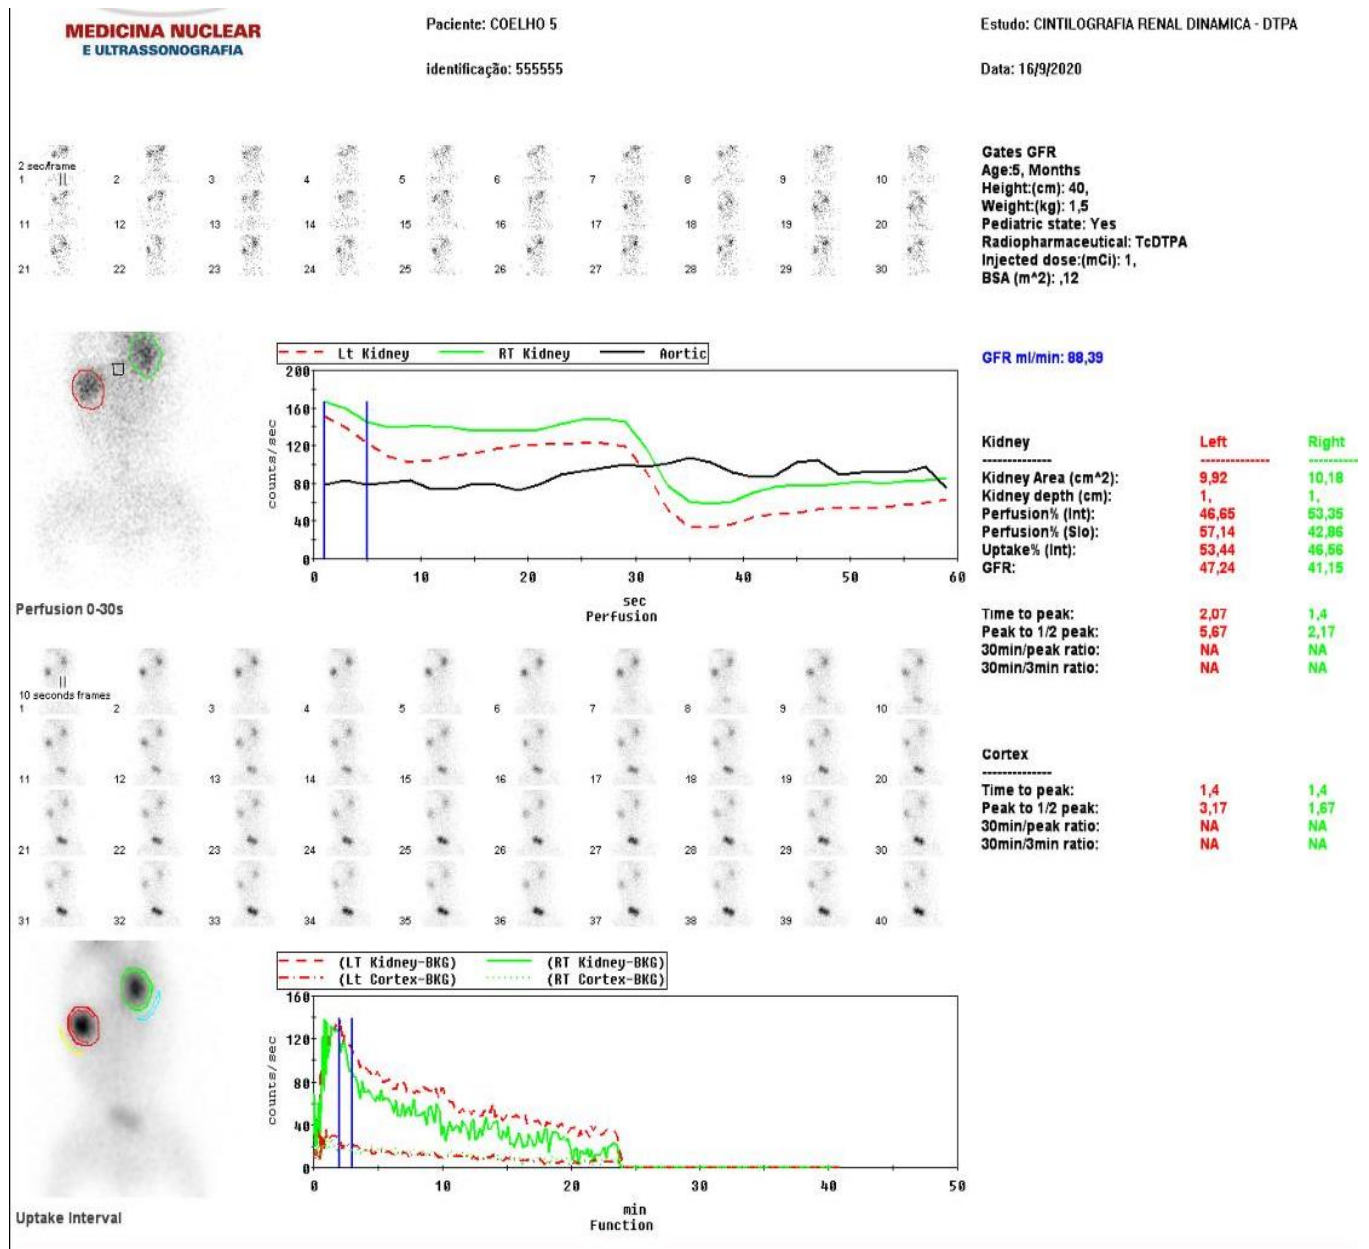 MEDICINA NUCLEAR
E ULTRASSONOGRAFIA
Paciente: COELHO 5
identificação: 555555
Estudo: CINTILOGRAFIA RENAL DINAMICA - DTPA
Data: 16/9/2020
2 sec/frame
1 2 3 4 5 6 7 8 9 10
11 12 13 14 15 16 17 18 19 20
21 22 23 24 25 26 27 28 29 30
Gates GFR
Age:5, Months
Height:(cm): 40,
Weight:(kg): 1,5
Pediatric state: Yes
Radiopharmaceutical: TcDTPA
Injected dose:(mCi): 1,
BSA (m^2): ,12
Lt Kidney RT Kidney Aortic
200
160
120
80
40
0
counts/sec
0 10 20 30 40 50 60
sec
Perfusion
Perfusion 0-30s
GFR ml/min: 88,39
Kidney Left Right
-------------- -------------- --------------
Kidney Area (cm^2): 9,92 10,18
Kidney depth (cm): 1, 1,
Perfusion% (Int): 46,65 53,35
Perfusion% (Slo): 57,14 42,86
Uptake% (Int): 53,44 46,56
GFR: 47,24 41,15
Time to peak: 2,07 1,4
Peak to 1/2 peak: 5,67 2,17
30min/peak ratio: NA NA
30min/3min ratio: NA NA
10 seconds frames
1 2 3 4 5 6 7 8 9 10
11 12 13 14 15 16 17 18 19 20
21 22 23 24 25 26 27 28 29 30
31 32 33 34 35 36 37 38 39 40
Cortex
--------------
Time to peak: 1,4 1,4
Peak to 1/2 peak: 3,17 1,67
30min/peak ratio: NA NA
30min/3min ratio: NA NA
(LT Kidney-BKG) (RT Kidney-BKG)
(Lt Cortex-BKG) (RT Cortex-BKG)
160
120
80
40
0
counts/sec
0 10 20 30 40 50
min
Function
Uptake Interval